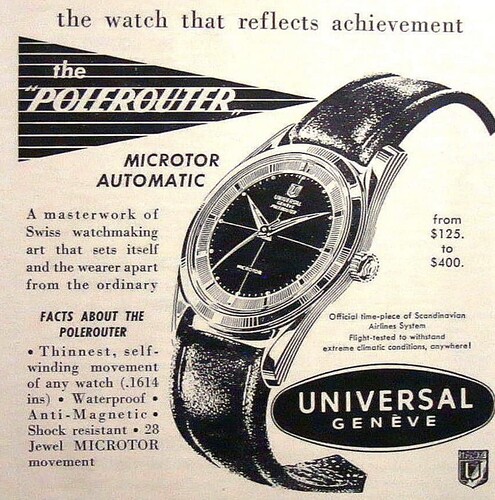 the watch that reflects achievement
the
"POLEROUTER"
MICROTOR
AUTOMATIC
A masterwork of
Swiss watchmaking
art that sets itself
and the wearer apart
from the ordinary
FACTS ABOUT THE
POLEROUTER
• Thinnest, self-
winding movement
of any watch (.1614
ins) • Waterproof •
Anti-Magnetic •
Shock resistant • 28
Jewel MICROTOR
movement
U
UNIVERSAL
GENÈVE
AUTOMATIC
MICROTOR
from
$125.
to
$400.
Official time-piece of Scandinavian
Airlines System
Flight-tested to withstand
extreme climatic conditions, anywhere!
UNIVERSAL
GENÈVE
U